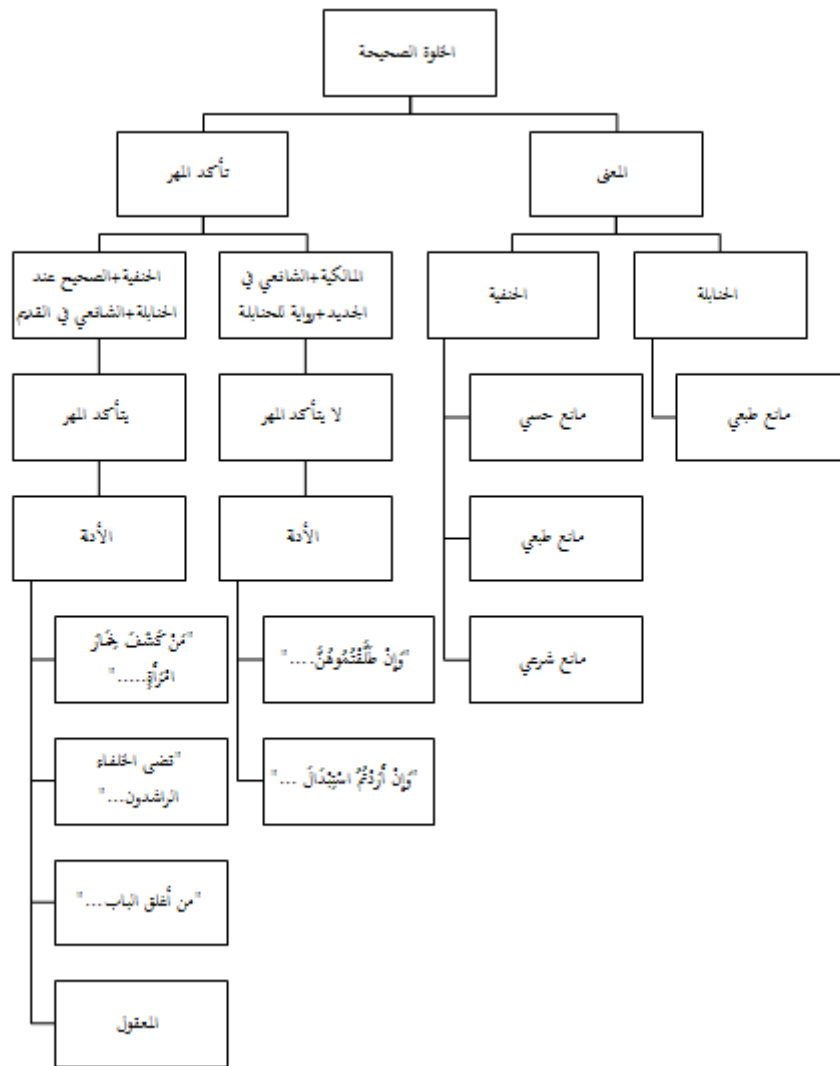 الخلوة الصحيحة
المعنى
تأكد المهر
الحنابلة
الحنفية
المالكية+الشافعي في
الجديد+رواية للحنابلة
الحنفية+الصحيح عند
الحنابلة+الشافعي في القديم
مانع طبعي
مانع حسي
لا يتأكد المهر
يتأكد المهر
مانع طبعي
الأدلة
الأدلة
مانع شرعي
"وَإِنْ طَلَّقْتُمُوهُنَّ...."
"مَنْ كَشَفَ خِمَارَ
امْرَأَةٍ....."
"وَإِنْ أَرَدْتُمُ اسْتِبْدَالَ ..."
"قضى الخلفاء
الراشدون..."
"من أغلق الباب..."
المعقول